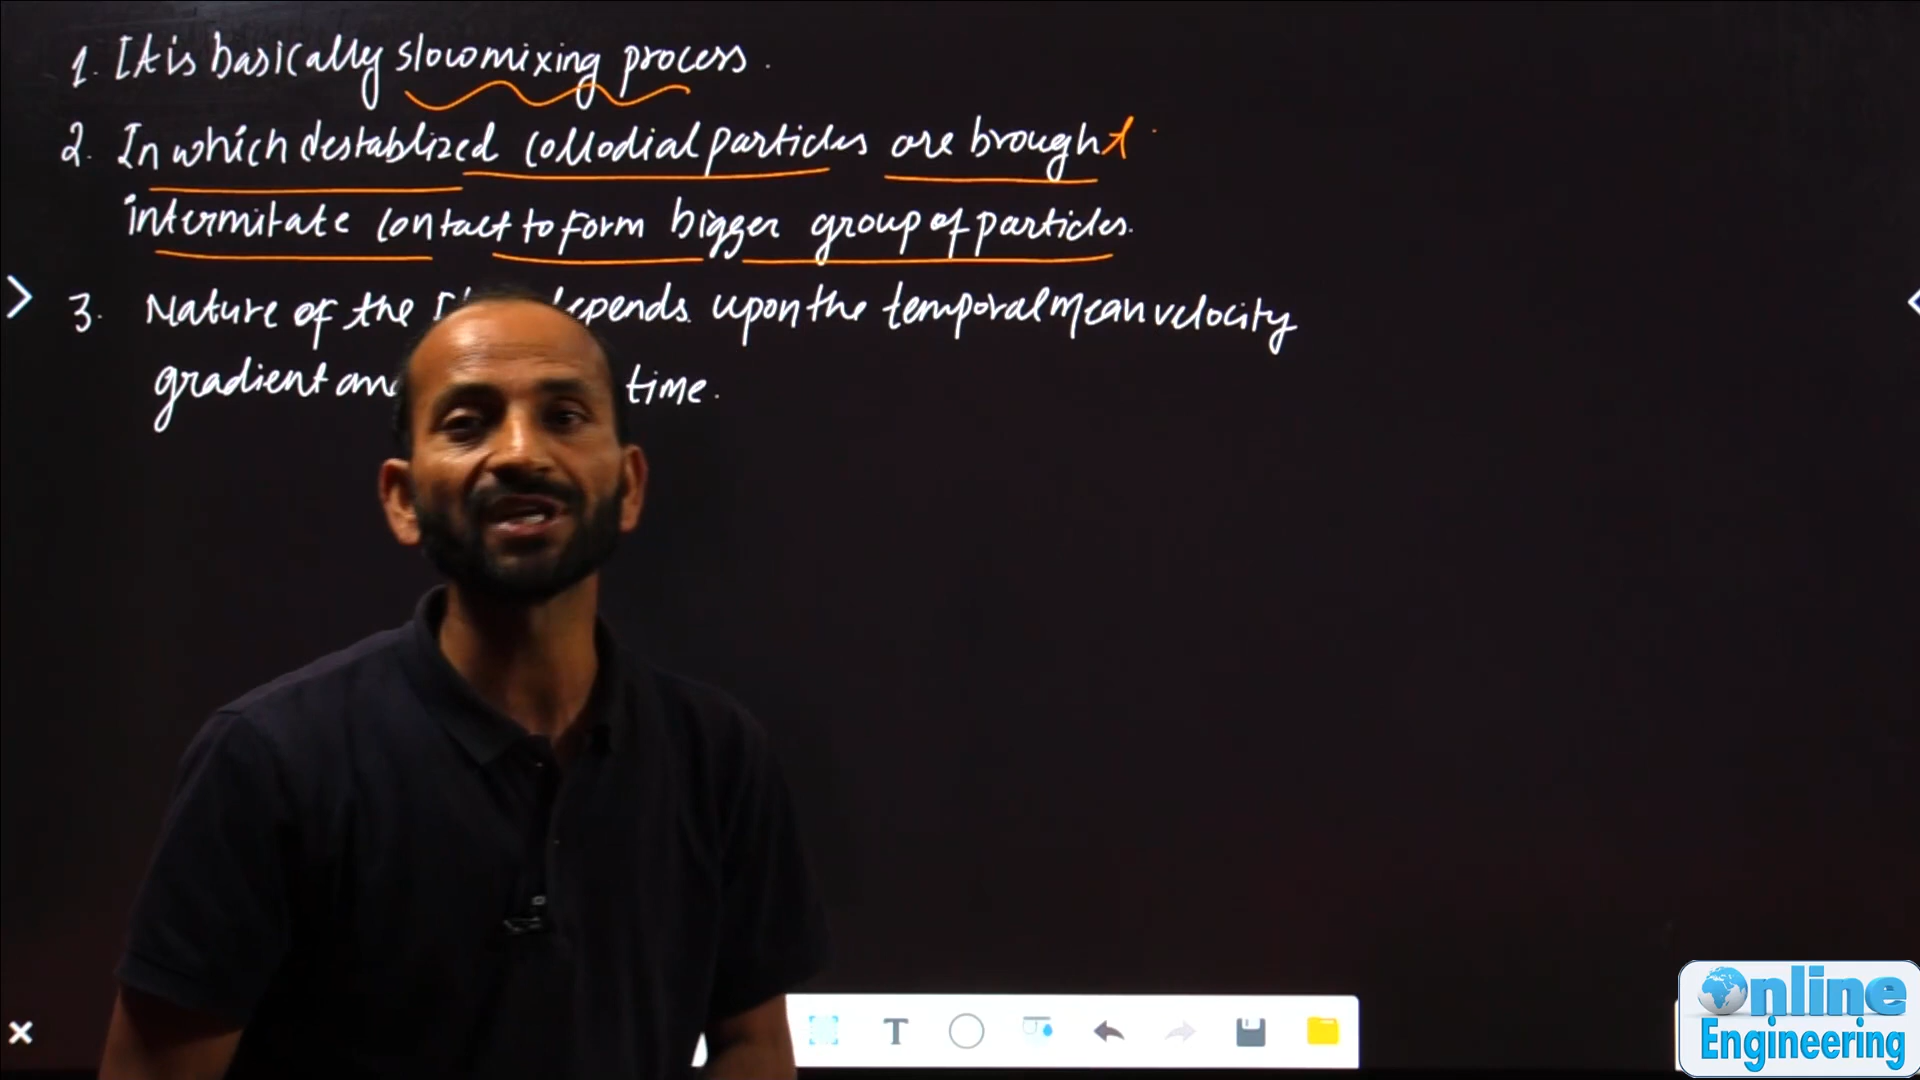 1. It is basically slow mixing process.
2. In which destablized collodial particles are brought
intermitate contact to form bigger group of particles.
3. Nature of the depends upon the temporal mean velocity
gradient and time.
T
Online
Engineering